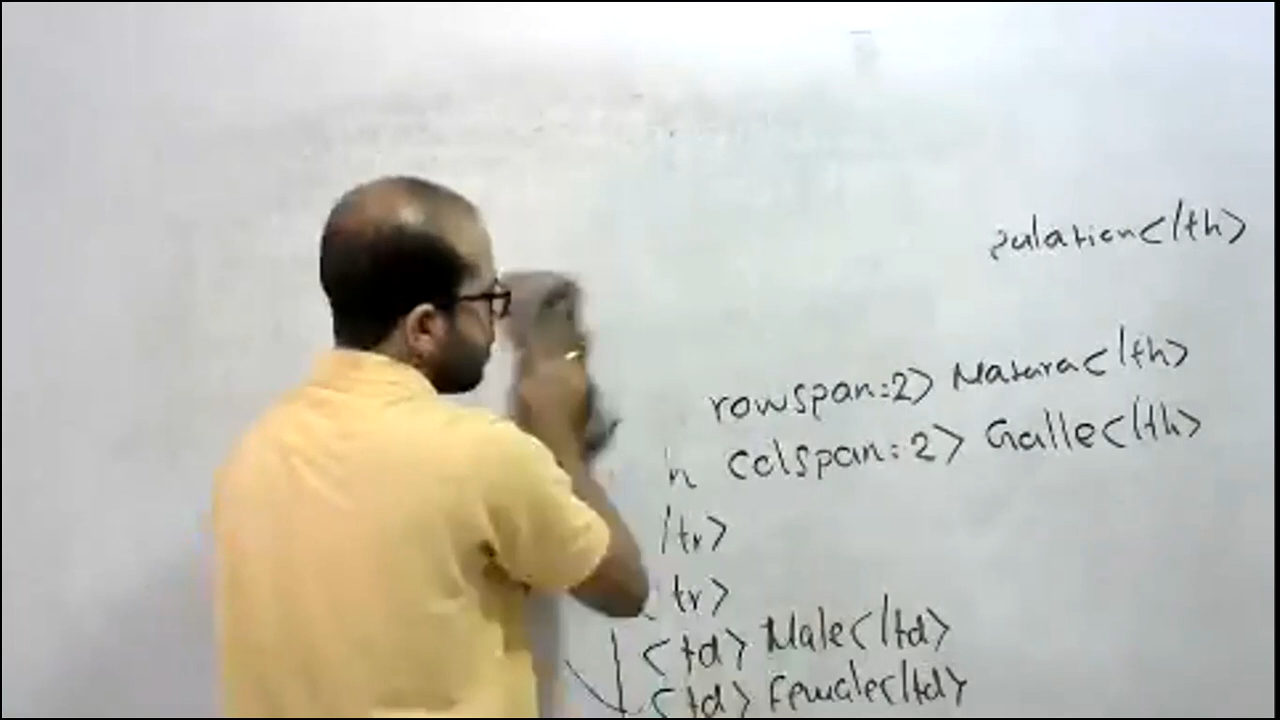 pulation</th>
rowspan=2> Matara</th>
h colspan=2> Galle</th>
/tr>
tr>
<td> Male</td>
<td> Female</td>